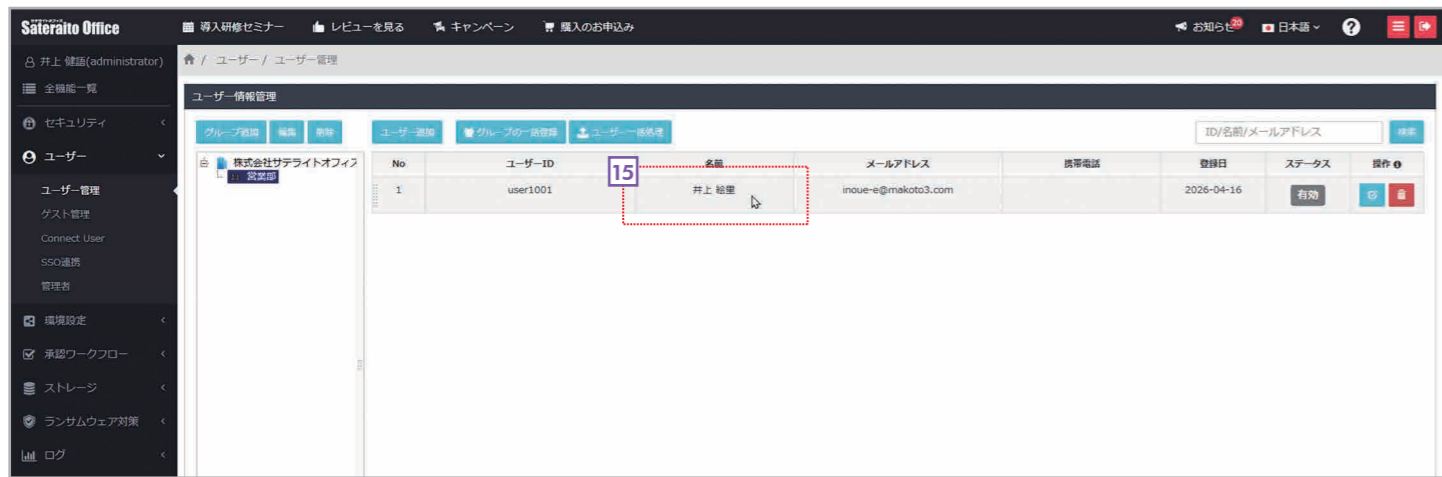 サテライトオフィス
Sateraito Office
導入研修セミナー
レビューを見る
キャンペーン
購入のお申込み
お知らせ 20
日本語
井上 健語(administrator)
全機能一覧
セキュリティ
ユーザー
ユーザー管理
ゲスト管理
Connect User
SSO連携
管理者
環境設定
承認ワークフロー
ストレージ
ランサムウェア対策
ログ
/ ユーザー / ユーザー管理
ユーザー情報管理
グループ追加 編集 削除
ユーザー追加 グループの一括登録 ユーザー一括処理
ID/名前/メールアドレス 検索
株式会社サテライトオフィス
営業部
No ユーザーID 名前 メールアドレス 携帯電話 登録日 ステータス 操作
15
1 user1001 井上 絵里 inoue-e@makoto3.com 2026-04-16 有効